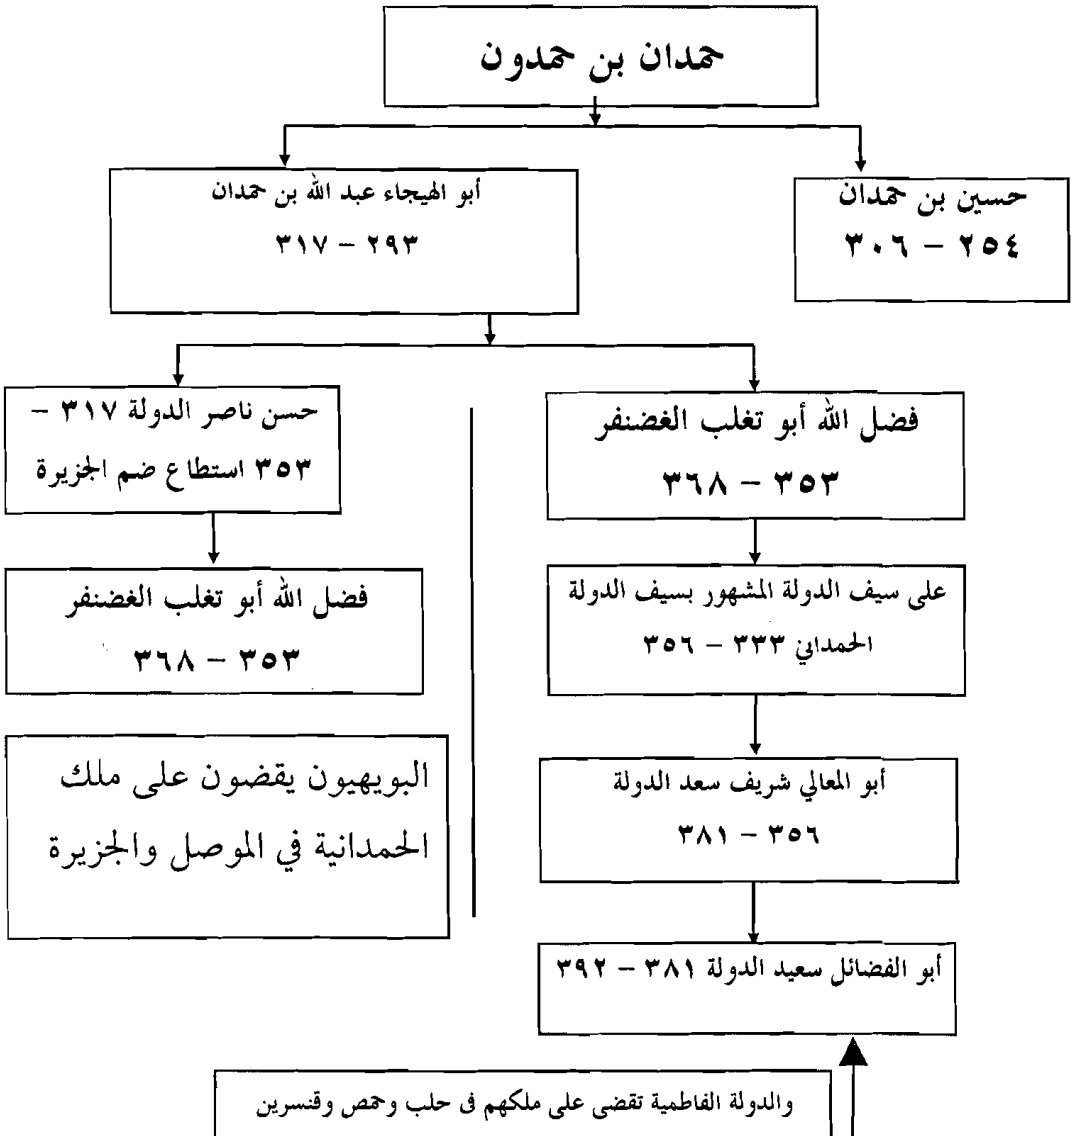 حمدان بن حمدون
حسين بن حمدان
٢٥٤ – ٣٠٦
أبو الهيجاء عبد الله بن حمدان
٢٩٣ – ٣١٧
فضل الله أبو تغلب الغضنفر
٣٥٣ – ٣٦٨
على سيف الدولة المشهور بسيف الدولة
الحمداني ٣٣٣ – ٣٥٦
أبو المعالي شريف سعد الدولة
٣٥٦ – ٣٨١
أبو الفضائل سعيد الدولة ٣٨١ – ٣٩٢
حسن ناصر الدولة ٣١٧ –
٣٥٣ استطاع ضم الجزيرة
فضل الله أبو تغلب الغضنفر
٣٥٣ – ٣٦٨
البويهيون يقضون على ملك
الحمدانية في الموصل والجزيرة
والدولة الفاطمية تقضى على ملكهم فى حلب وحمص وقنسرين